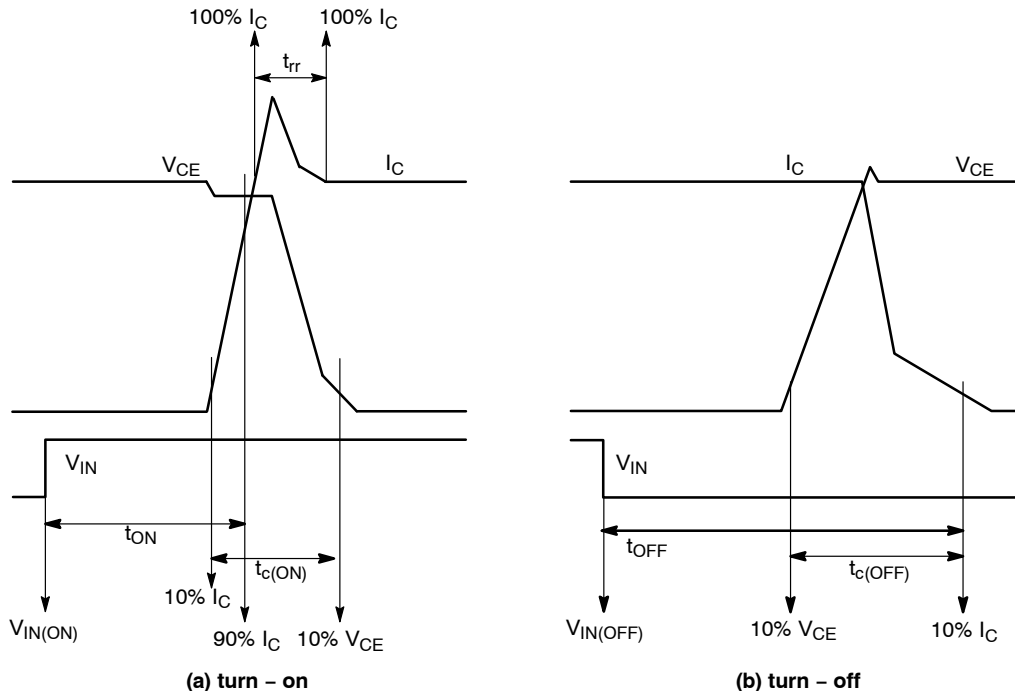 100% I_C 100% I_C
t_rr
V_CE I_C
V_IN
t_ON
t_c(ON)
10% I_C
V_IN(ON)
90% I_C 10% V_CE
(a) turn – on
I_C V_CE
V_IN
t_OFF
t_c(OFF)
V_IN(OFF) 10% V_CE 10% I_C
(b) turn – off